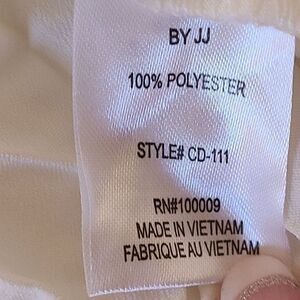 BY JJ
100% POLYESTER
STYLE# CD-111
RN#100009
MADE IN VIETNAM
FABRIQUE AU VIETNAM